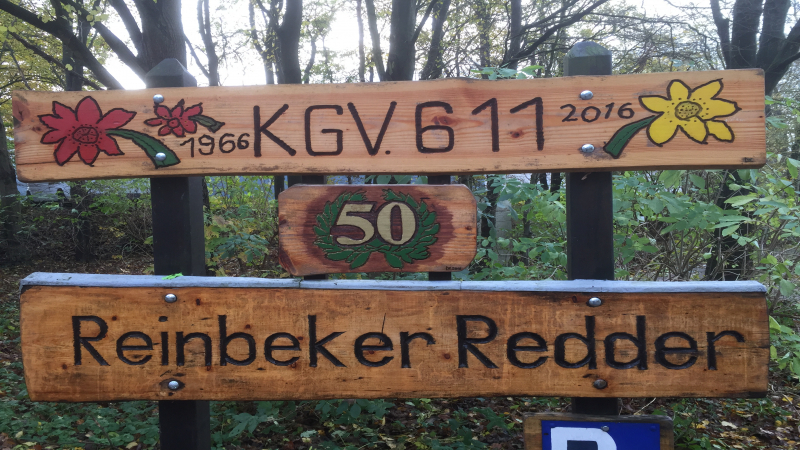 1966 KGV. 611 2016
50
Reinbeker Redder
P